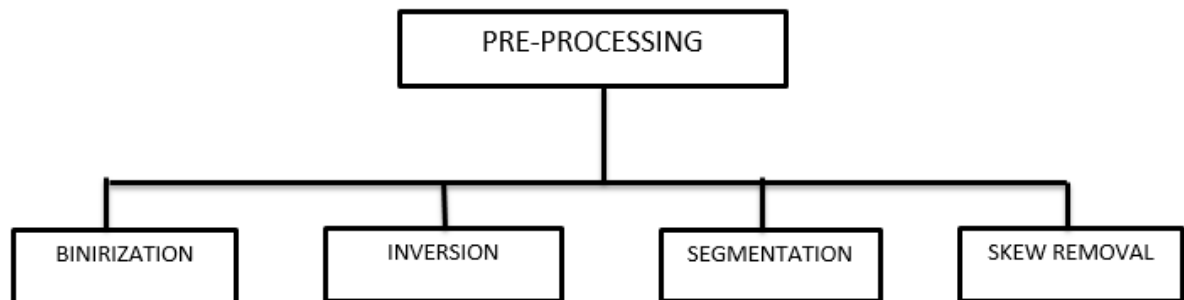 PRE-PROCESSING
BINIRIZATION
INVERSION
SEGMENTATION
SKEW REMOVAL